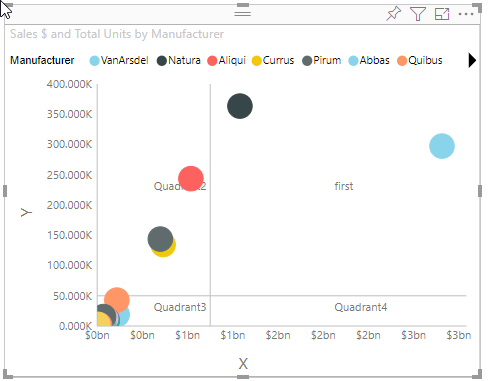 Sales $ and Total Units by Manufacturer
Manufacturer VanArsdel Natura Aliqui Currus Pirum Abbas Quibus
400.000K
350.000K
300.000K
250.000K
200.000K
Quadrant2 first
150.000K
100.000K
50.000K
Quadrant3 Quadrant4
0.000K
$0bn $0bn $1bn $1bn $2bn $2bn $2bn $3bn $3bn
Y
X